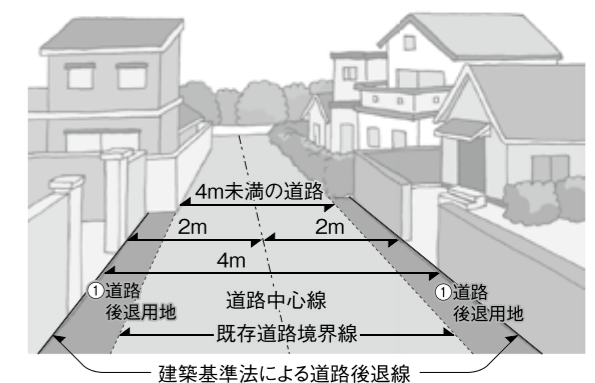 4m未満の道路
2m
2m
4m
①道路
後退用地
①道路
後退用地
道路中心線
既存道路境界線
建築基準法による道路後退線